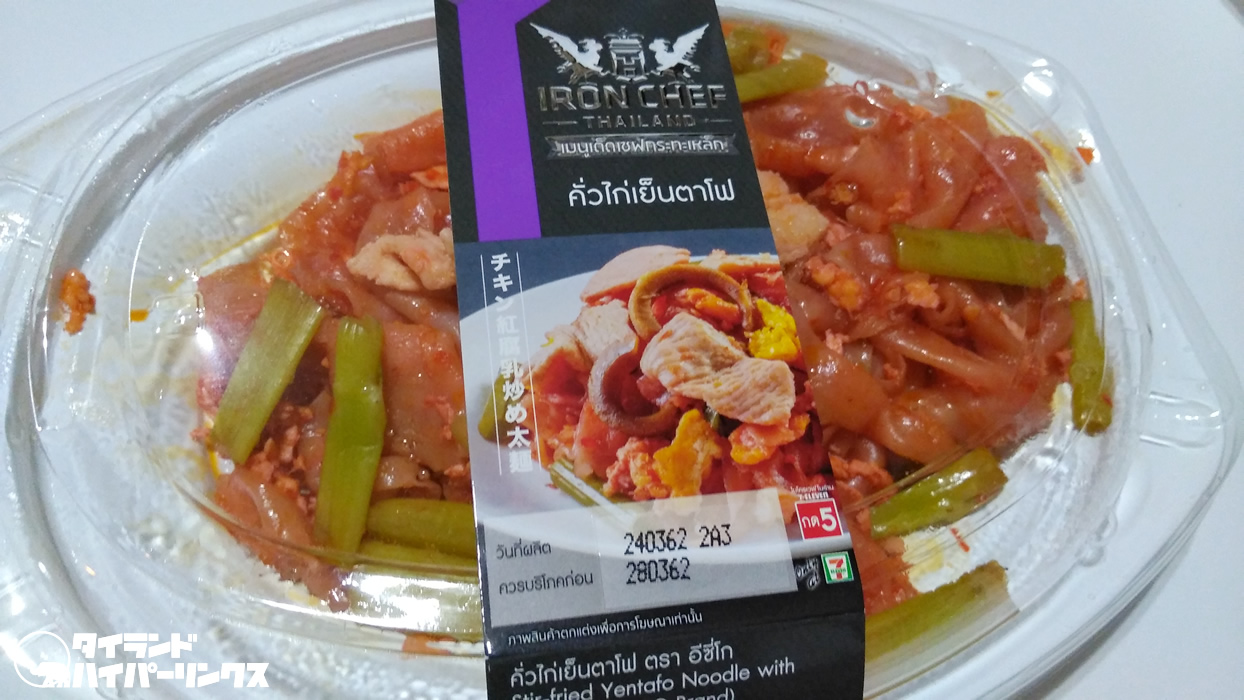 IRON CHEF
THAILAND
เมนูเด็ดเชฟกระทะเหล็ก
คั่วไก่เย็นตาโฟ
チキン紅腐乳炒め太麺
7-ELEVEN
กด 5
วันที่ผลิต 240362 2A3
ควรบริโภคก่อน 280362
7
ภาพสินค้าตกแต่งเพื่อการโฆษณาเท่านั้น
คั่วไก่เย็นตาโฟ ตรา อีซี่โก
Stir-fried Yentafo Noodle with
Brand)
タイランド
ハイパーリンクス